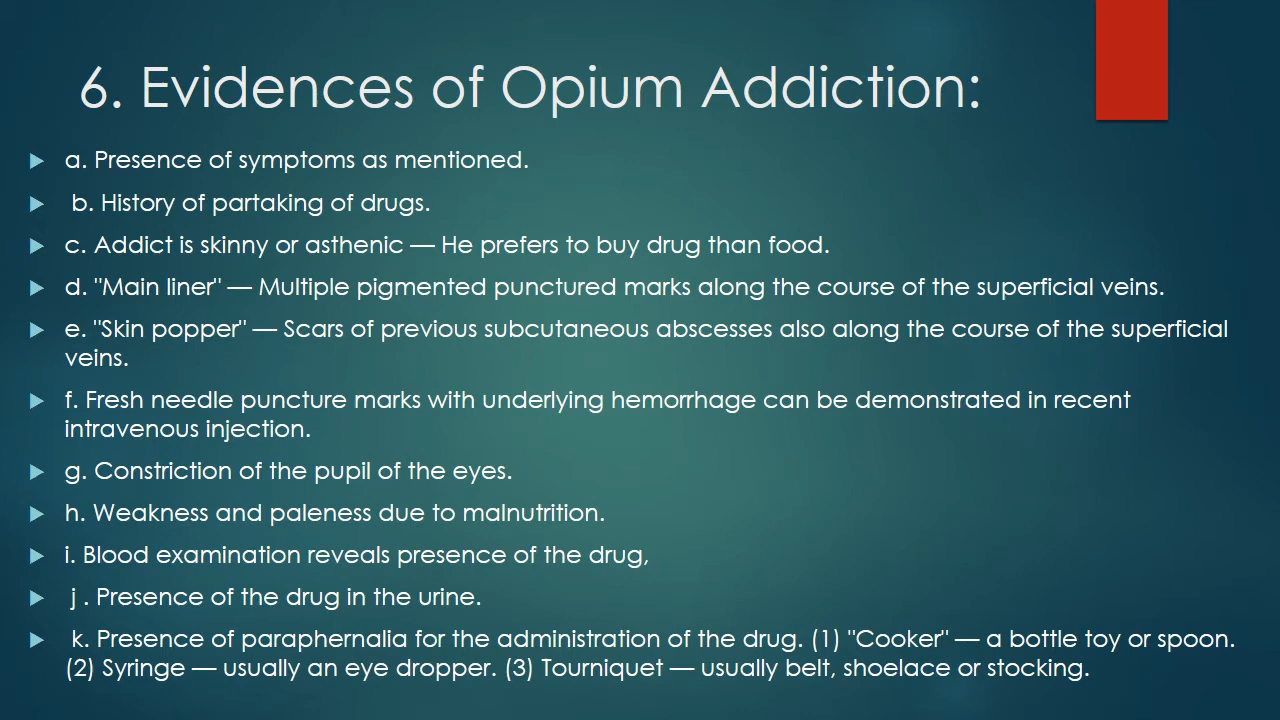 6. Evidences of Opium Addiction:
a. Presence of symptoms as mentioned.
b. History of partaking of drugs.
c. Addict is skinny or asthenic — He prefers to buy drug than food.
d. "Main liner" — Multiple pigmented punctured marks along the course of the superficial veins.
e. "Skin popper" — Scars of previous subcutaneous abscesses also along the course of the superficial
veins.
f. Fresh needle puncture marks with underlying hemorrhage can be demonstrated in recent
intravenous injection.
g. Constriction of the pupil of the eyes.
h. Weakness and paleness due to malnutrition.
i. Blood examination reveals presence of the drug,
j . Presence of the drug in the urine.
k. Presence of paraphernalia for the administration of the drug. (1) "Cooker" — a bottle toy or spoon.
(2) Syringe — usually an eye dropper. (3) Tourniquet — usually belt, shoelace or stocking.